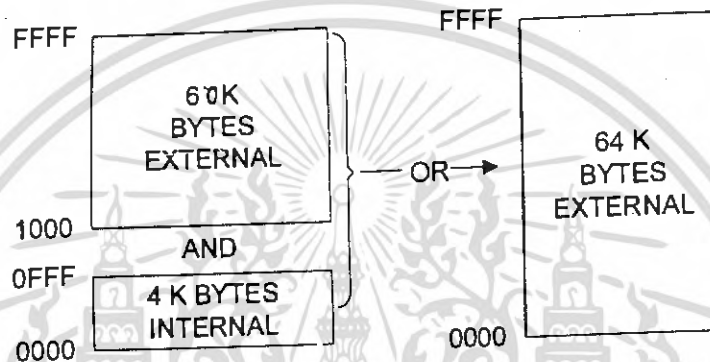 FFFF
60K
BYTES
EXTERNAL
1000
AND
0FFF
4 K BYTES
INTERNAL
0000
OR
FFFF
64 K
BYTES
EXTERNAL
0000